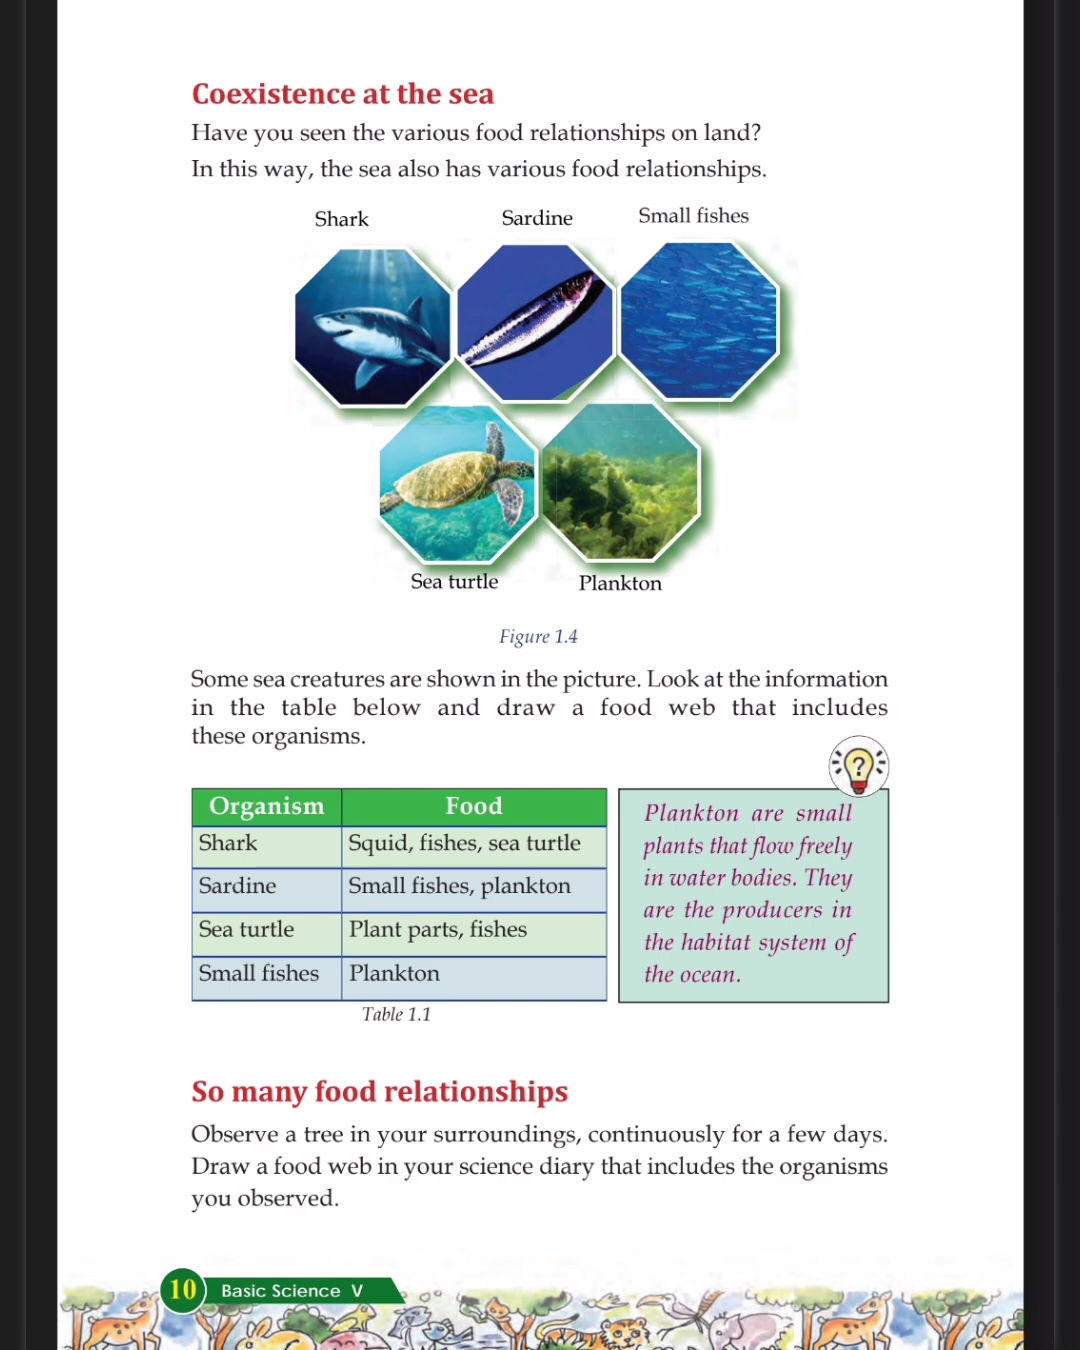 Coexistence at the sea
Have you seen the various food relationships on land?
In this way, the sea also has various food relationships.
Shark
Sardine
Small fishes
Sea turtle
Plankton
Figure 1.4
Some sea creatures are shown in the picture. Look at the information
in the table below and draw a food web that includes
these organisms.
?
Organism Food
Shark Squid, fishes, sea turtle
Sardine Small fishes, plankton
Sea turtle Plant parts, fishes
Small fishes Plankton
Table 1.1
Plankton are small
plants that flow freely
in water bodies. They
are the producers in
the habitat system of
the ocean.
So many food relationships
Observe a tree in your surroundings, continuously for a few days.
Draw a food web in your science diary that includes the organisms
you observed.
10 Basic Science V